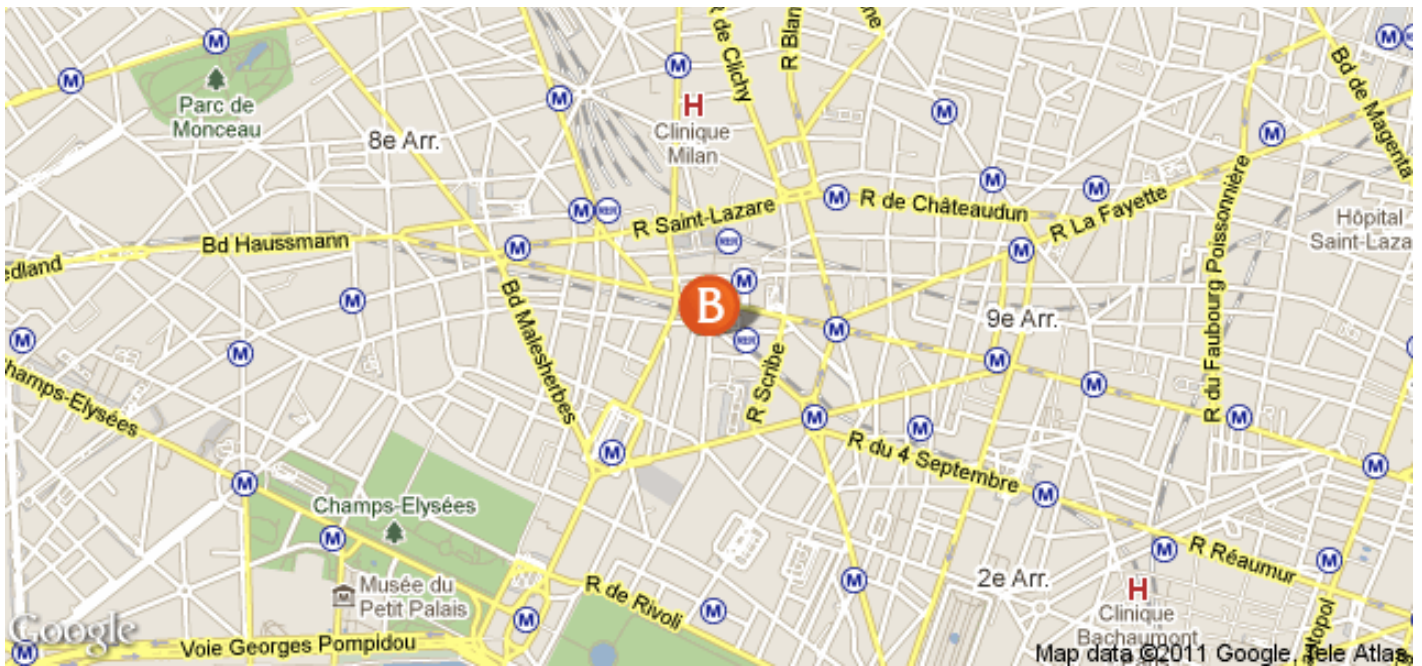 R de Clichy
R Blan
Bd de Magenta
M
M
M
M
M
M
M
Parc de
Monceau
8e Arr.
H
Clinique
Milan
R Saint-Lazare
R de Châteaudun
R La Fayette
R du Faubourg Poissonnière
Hôpital
Saint-Laza
Bd Haussmann
edland
M
RER
M
M
M
M
M
RER
M
M
M
M
B
Bd Malesherbes
9e Arr.
M
M
M
RER
R Scribe
M
M
Champs-Elysées
M
M
M
M
R du 4 Septembre
M
M
M
Champs-Elysées
M
M
M
R Réaumur
M
Musée du
Petit Palais
R de Rivoli
M
M
M
2e Arr.
H
Clinique
Bachaumont
Google
M
Voie Georges Pompidou
Map data ©2011 Google, Tele Atlas